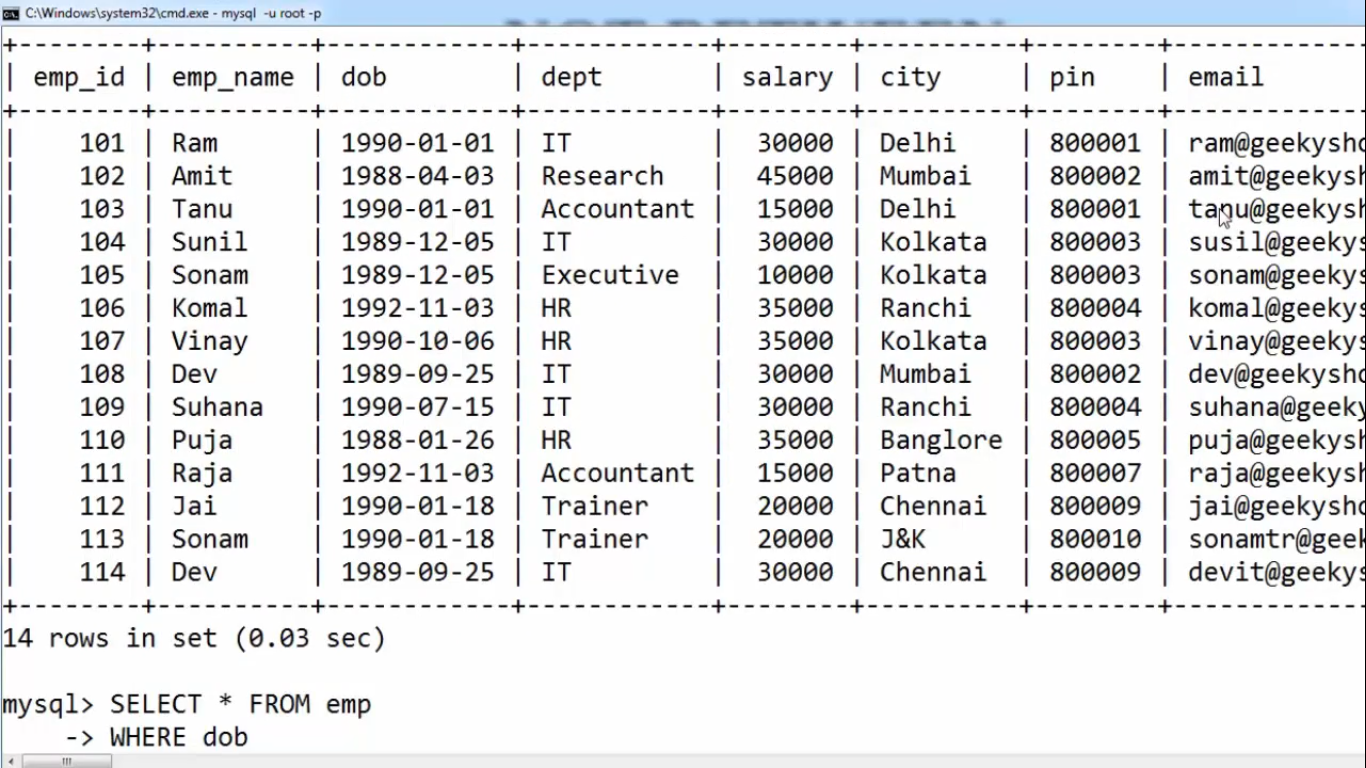 C:\Windows\system32\cmd.exe - mysql -u root -p
+--------+----------+------------+------------+--------+----------+--------+-------------
| emp_id | emp_name | dob        | dept       | salary | city     | pin    | email
+--------+----------+------------+------------+--------+----------+--------+-------------
|    101 | Ram      | 1990-01-01 | IT         |  30000 | Delhi    | 800001 | ram@geekysho
|    102 | Amit     | 1988-04-03 | Research   |  45000 | Mumbai   | 800002 | amit@geekysh
|    103 | Tanu     | 1990-01-01 | Accountant |  15000 | Delhi    | 800001 | tanu@geekysh
|    104 | Sunil    | 1989-12-05 | IT         |  30000 | Kolkata  | 800003 | susil@geekys
|    105 | Sonam    | 1989-12-05 | Executive  |  10000 | Kolkata  | 800003 | sonam@geekys
|    106 | Komal    | 1992-11-03 | HR         |  35000 | Ranchi   | 800004 | komal@geekys
|    107 | Vinay    | 1990-10-06 | HR         |  35000 | Kolkata  | 800003 | vinay@geekys
|    108 | Dev      | 1989-09-25 | IT         |  30000 | Mumbai   | 800002 | dev@geekysho
|    109 | Suhana   | 1990-07-15 | IT         |  30000 | Ranchi   | 800004 | suhana@geeky
|    110 | Puja     | 1988-01-26 | HR         |  35000 | Banglore | 800005 | puja@geekysh
|    111 | Raja     | 1992-11-03 | Accountant |  15000 | Patna    | 800007 | raja@geekysh
|    112 | Jai      | 1990-01-18 | Trainer    |  20000 | Chennai  | 800009 | jai@geekysho
|    113 | Sonam    | 1990-01-18 | Trainer    |  20000 | J&K      | 800010 | sonamtr@geek
|    114 | Dev      | 1989-09-25 | IT         |  30000 | Chennai  | 800009 | devit@geekys
+--------+----------+------------+------------+--------+----------+--------+-------------
14 rows in set (0.03 sec)
mysql> SELECT * FROM emp
    -> WHERE dob